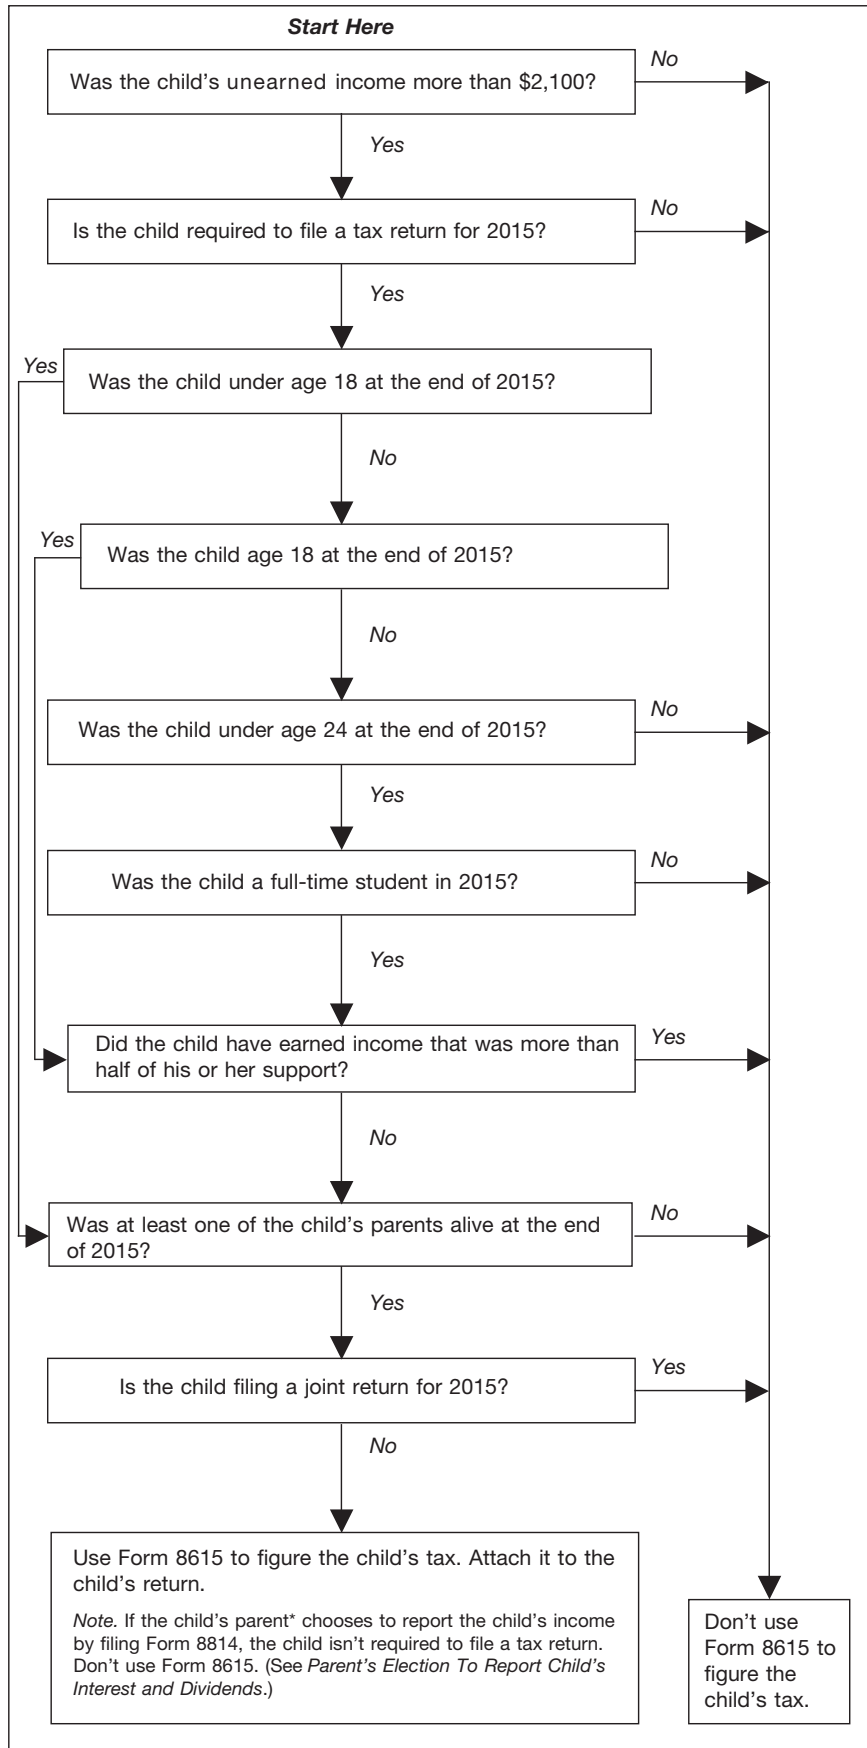 Start Here
Was the child's unearned income more than $2,100?
No
Yes
Is the child required to file a tax return for 2015?
No
Yes
Yes
Was the child under age 18 at the end of 2015?
No
Yes
Was the child age 18 at the end of 2015?
No
Was the child under age 24 at the end of 2015?
No
Yes
Was the child a full-time student in 2015?
No
Yes
Did the child have earned income that was more than
half of his or her support?
Yes
No
Was at least one of the child's parents alive at the end
of 2015?
No
Yes
Is the child filing a joint return for 2015?
Yes
No
Use Form 8615 to figure the child's tax. Attach it to the
child's return.
Note. If the child's parent* chooses to report the child's income
by filing Form 8814, the child isn't required to file a tax return.
Don't use Form 8615. (See Parent's Election To Report Child's
Interest and Dividends.)
Don't use
Form 8615 to
figure the
child's tax.